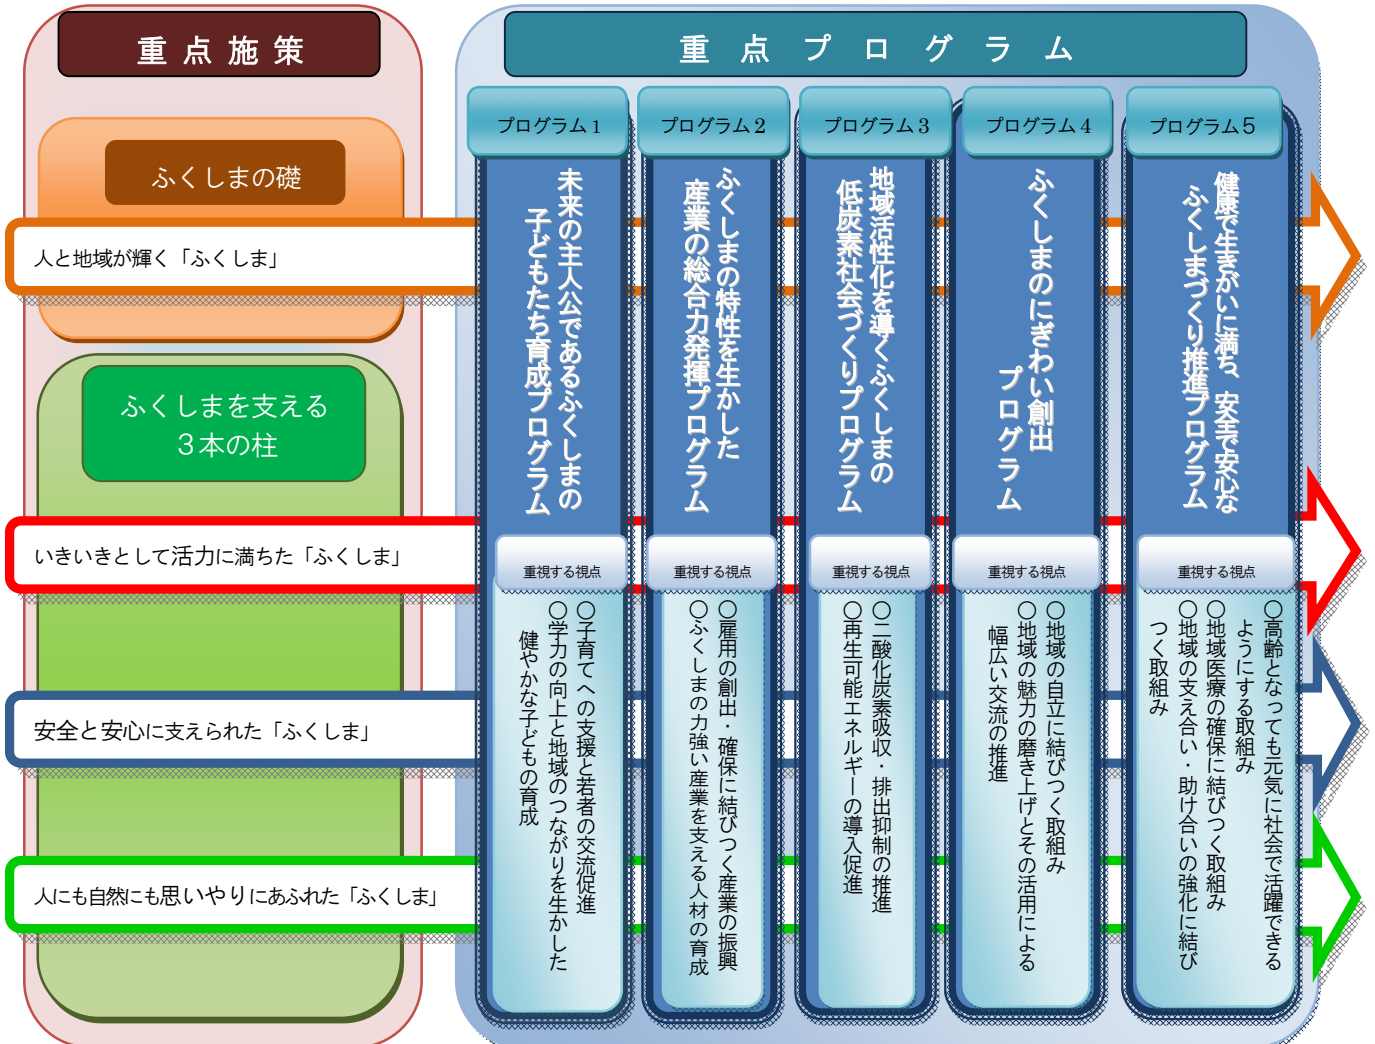 重点施策
ふくしまの礎
人と地域が輝く「ふくしま」
ふくしまを支える
３本の柱
いきいきとして活力に満ちた「ふくしま」
安全と安心に支えられた「ふくしま」
人にも自然にも思いやりにあふれた「ふくしま」
重点プログラム
プログラム１
未来の主人公であるふくしまの
子どもたち育成プログラム
重視する視点
○子育てへの支援と若者の交流促進
○学力の向上と地域のつながりを生かした
健やかな子どもの育成
プログラム２
ふくしまの特性を生かした
産業の総合力発揮プログラム
重視する視点
○雇用の創出・確保に結びつく産業の振興
○ふくしまの力強い産業を支える人材の育成
プログラム３
地域活性化を導くふくしまの
低炭素社会づくりプログラム
重視する視点
○二酸化炭素吸収・排出抑制の推進
○再生可能エネルギーの導入促進
プログラム４
ふくしまのにぎわい創出
プログラム
重視する視点
○地域の自立に結びつく取組み
○地域の魅力の磨き上げとその活用による
幅広い交流の推進
プログラム５
健康で生きがいに満ち、安全で安心な
ふくしまづくり推進プログラム
重視する視点
○高齢となっても元気に社会で活躍できる
ようにする取組み
○地域医療の確保に結びつく取組み
○地域の支え合い・助け合いの強化に結び
つく取組み